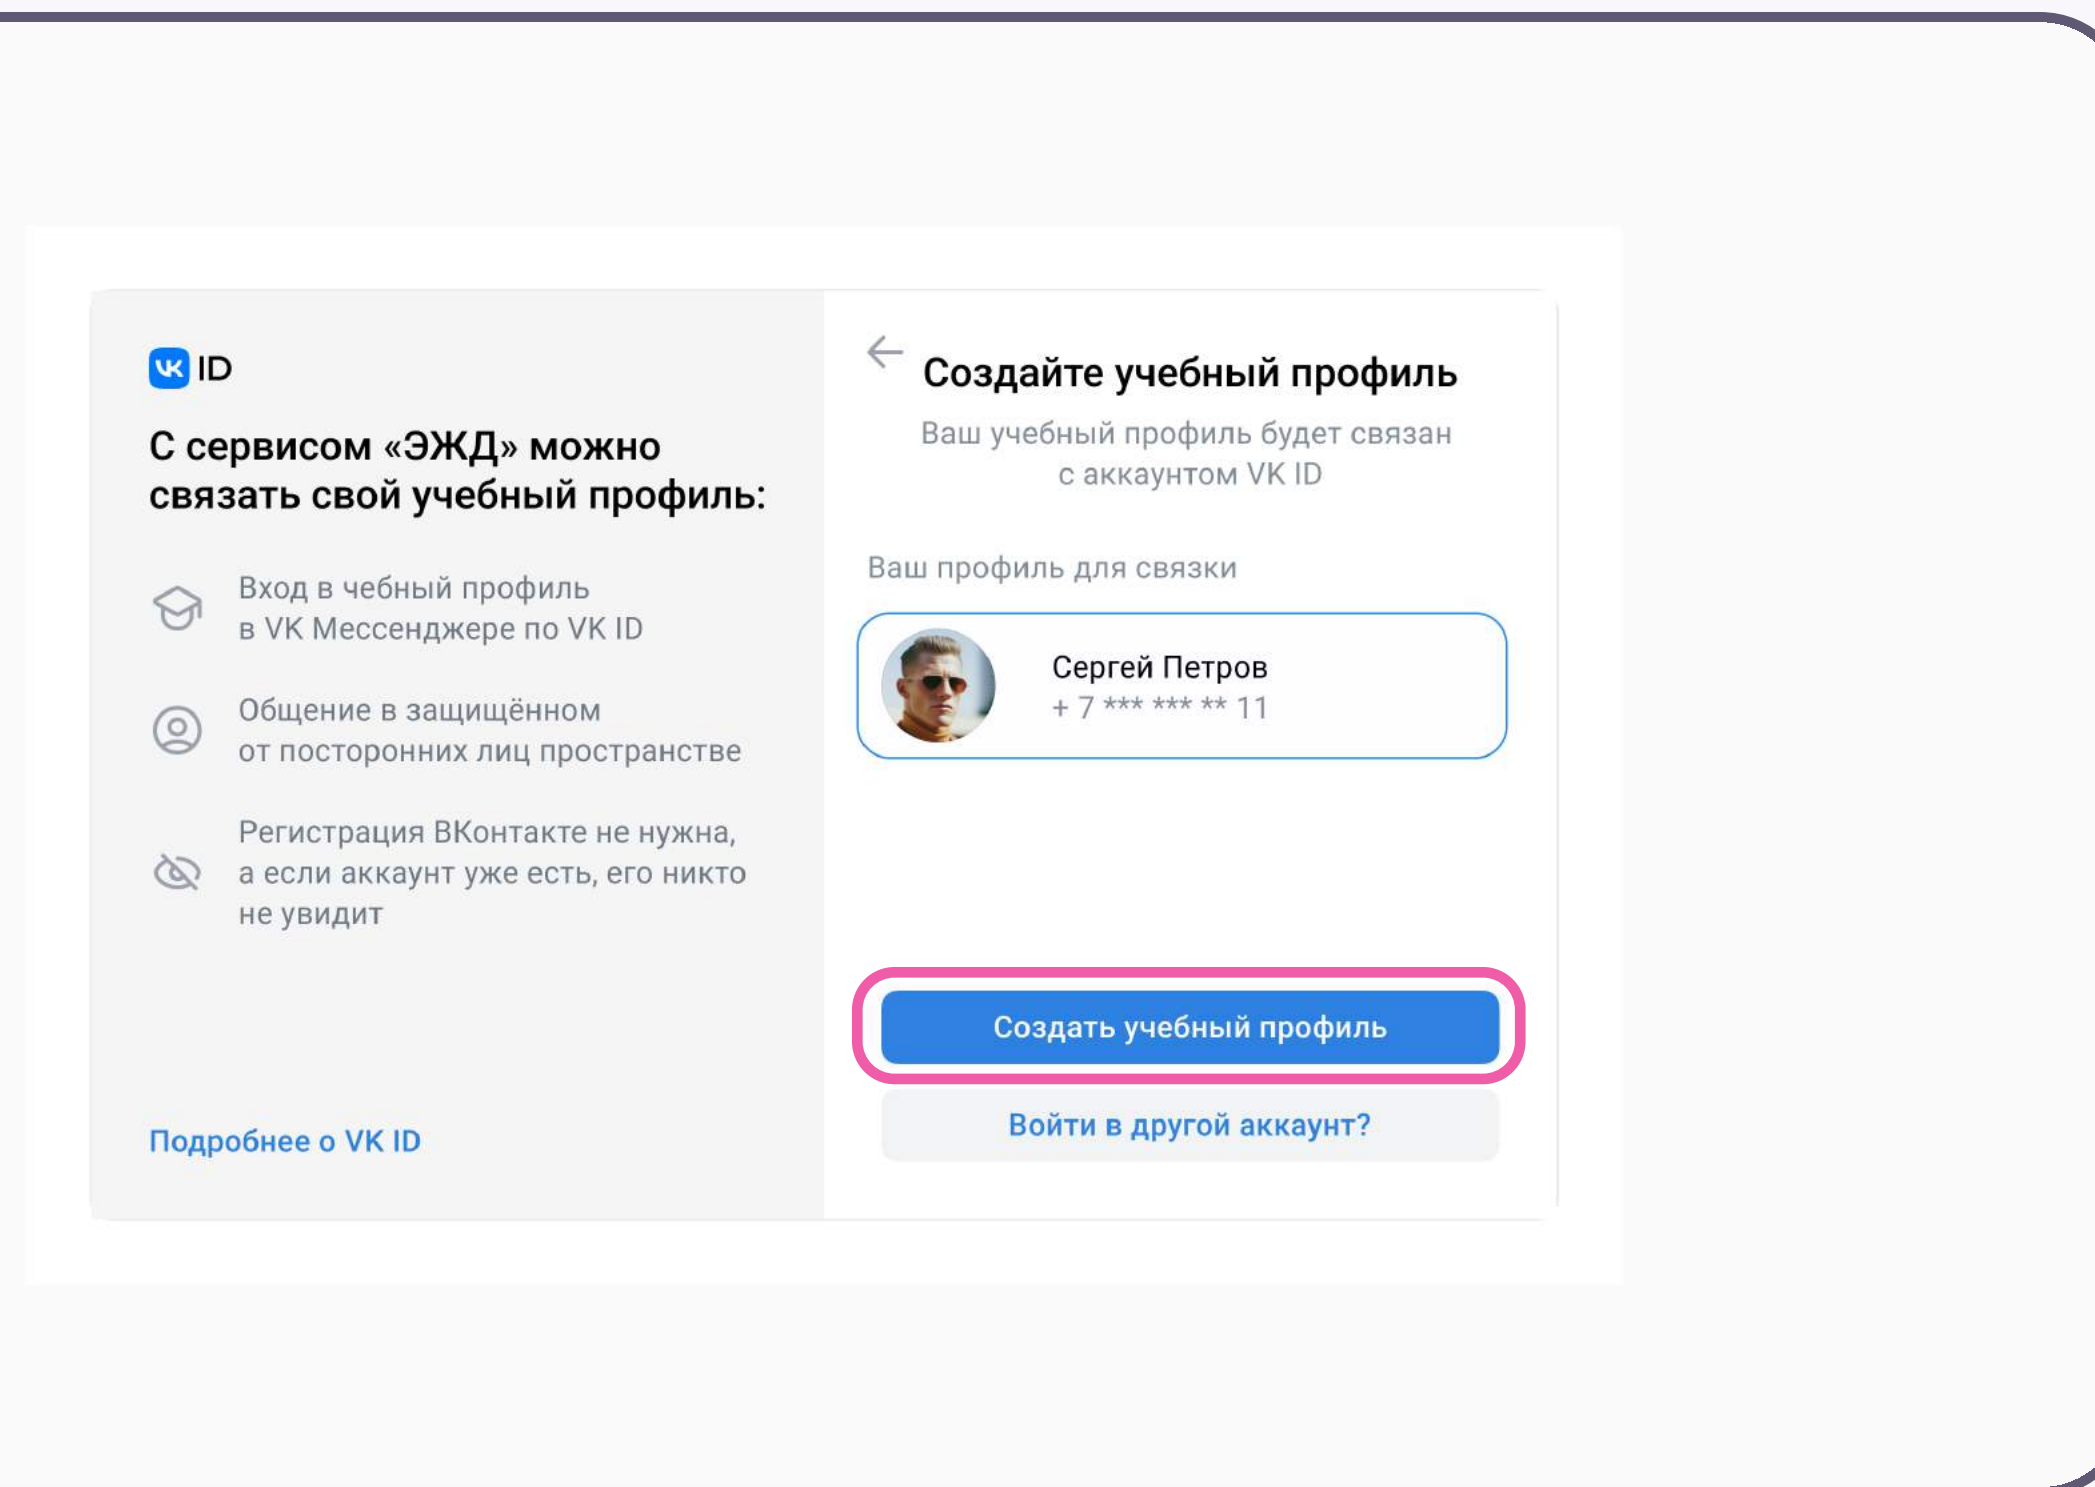 VK ID
С сервисом «ЭЖД» можно
связать свой учебный профиль:
Вход в чебный профиль
в VK Мессенджере по VK ID
Общение в защищённом
от посторонних лиц пространстве
Регистрация ВКонтакте не нужна,
а если аккаунт уже есть, его никто
не увидит
Подробнее о VK ID
Создайте учебный профиль
Ваш учебный профиль будет связан
с аккаунтом VK ID
Ваш профиль для связки
Сергей Петров
+ 7 *** *** ** 11
Создать учебный профиль
Войти в другой аккаунт?